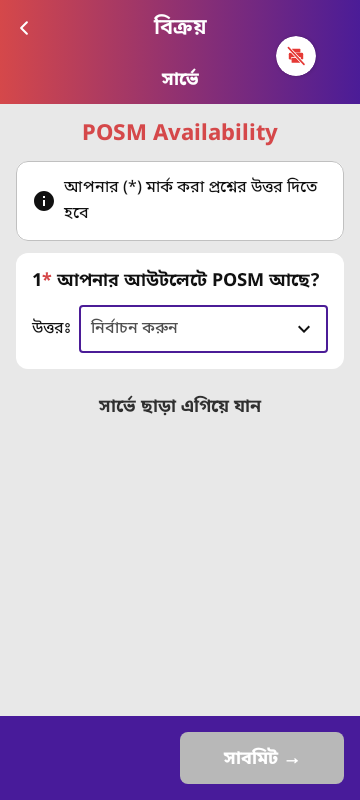 বিক্রয়
সার্ভে
POSM Availability
আপনার (*) মার্ক করা প্রশ্নের উত্তর দিতে
হবে
1* আপনার আউটলেটে POSM আছে?
উত্তরঃ নির্বাচন করুন
সার্ভে ছাড়া এগিয়ে যান
সাবমিট →